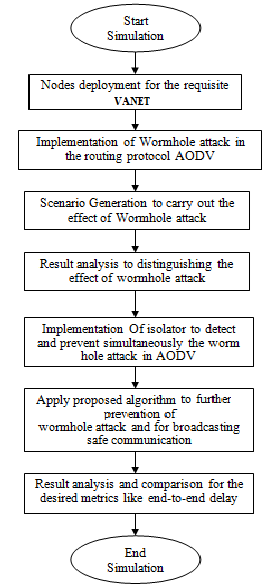 Start
Simulation
Nodes deployment for the requisite
VANET
Implementation of Wormhole attack in
the routing protocol AODV
Scenario Generation to carry out the
effect of Wormhole attack
Result analysis to distinguishing the
effect of wormhole attack
Implementation Of isolator to detect
and prevent simultaneously the worm
hole attack in AODV
Apply proposed algorithm to further
prevention of
wormhole attack and for broadcasting
safe communication
Result analysis and comparison for the
desired metrics like end-to-end delay
End
Simulation